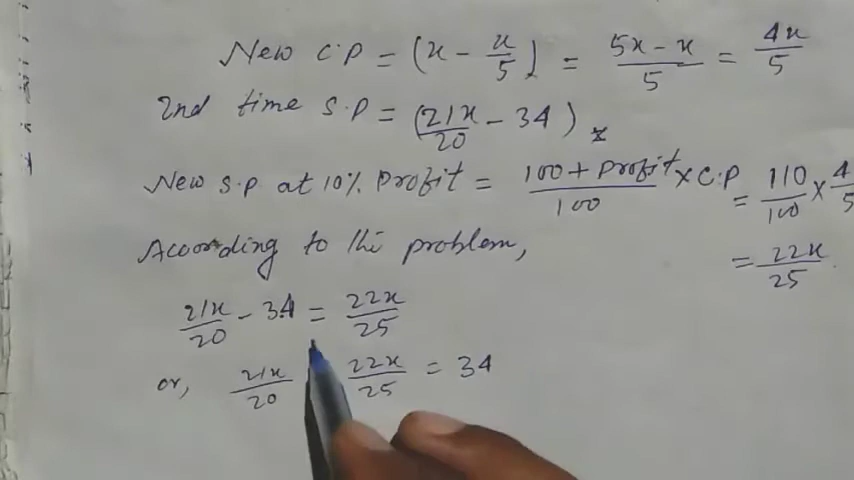 New C.P = (x - x/5) = 5x - x/5 = 4x/5
2nd time S.P = (21x/20 - 34)
New S.P at 10% Profit = 100 + Profit/100 × C.P = 110/100 × 4/5
= 22x/25
According to the problem,
21x/20 - 34 = 22x/25
or, 21x/20 22x/25 = 34